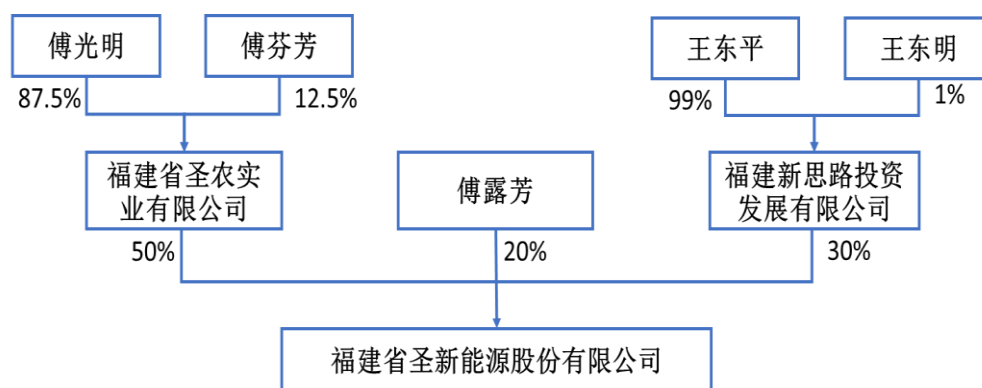 傅光明
傅芬芳
王东平
王东明
87.5%
12.5%
99%
1%
福建省圣农实
业有限公司
傅露芳
福建新思路投资
发展有限公司
50%
20%
30%
福建省圣新能源股份有限公司